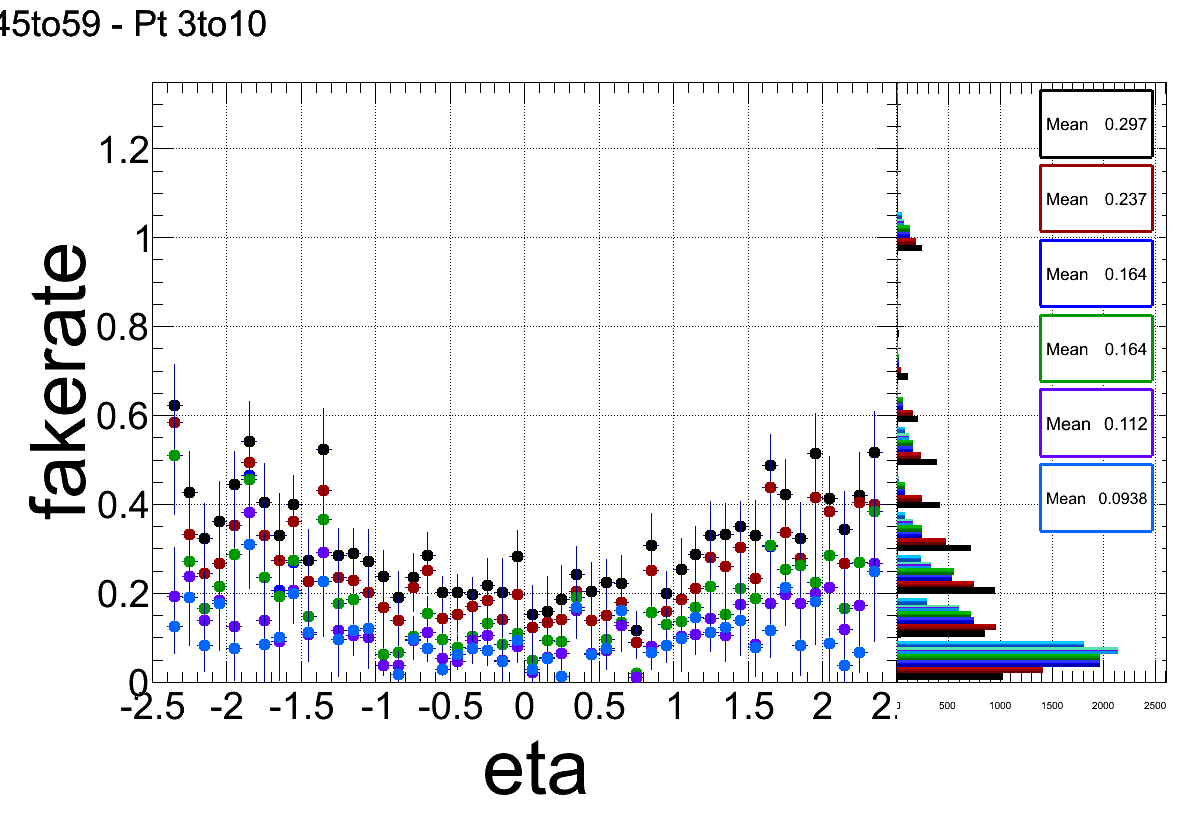 45to59 - Pt 3to10
fakerate
1.2
1
0.8
0.6
0.4
0.2
0
-2.5 -2 -1.5 -1 -0.5 0 0.5 1 1.5 2 2.
eta
500 1000 1500 2000 2500
Mean 0.297
Mean 0.237
Mean 0.164
Mean 0.164
Mean 0.112
Mean 0.0938